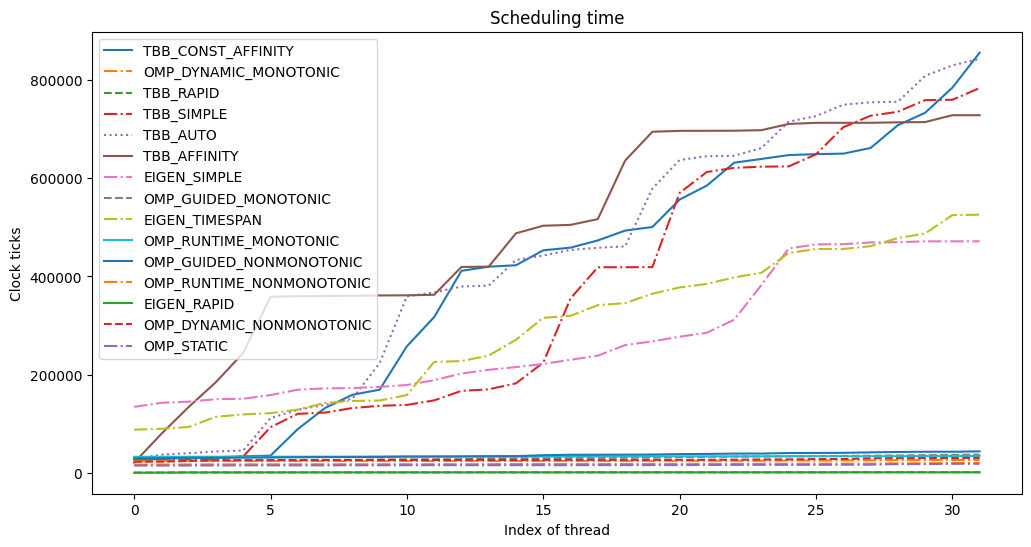 Scheduling time
TBB_CONST_AFFINITY
OMP_DYNAMIC_MONOTONIC
TBB_RAPID
TBB_SIMPLE
TBB_AUTO
TBB_AFFINITY
EIGEN_SIMPLE
OMP_GUIDED_MONOTONIC
EIGEN_TIMESPAN
OMP_RUNTIME_MONOTONIC
OMP_GUIDED_NONMONOTONIC
OMP_RUNTIME_NONMONOTONIC
EIGEN_RAPID
OMP_DYNAMIC_NONMONOTONIC
OMP_STATIC
Clock ticks
800000
600000
400000
200000
0
0 5 10 15 20 25 30
Index of thread